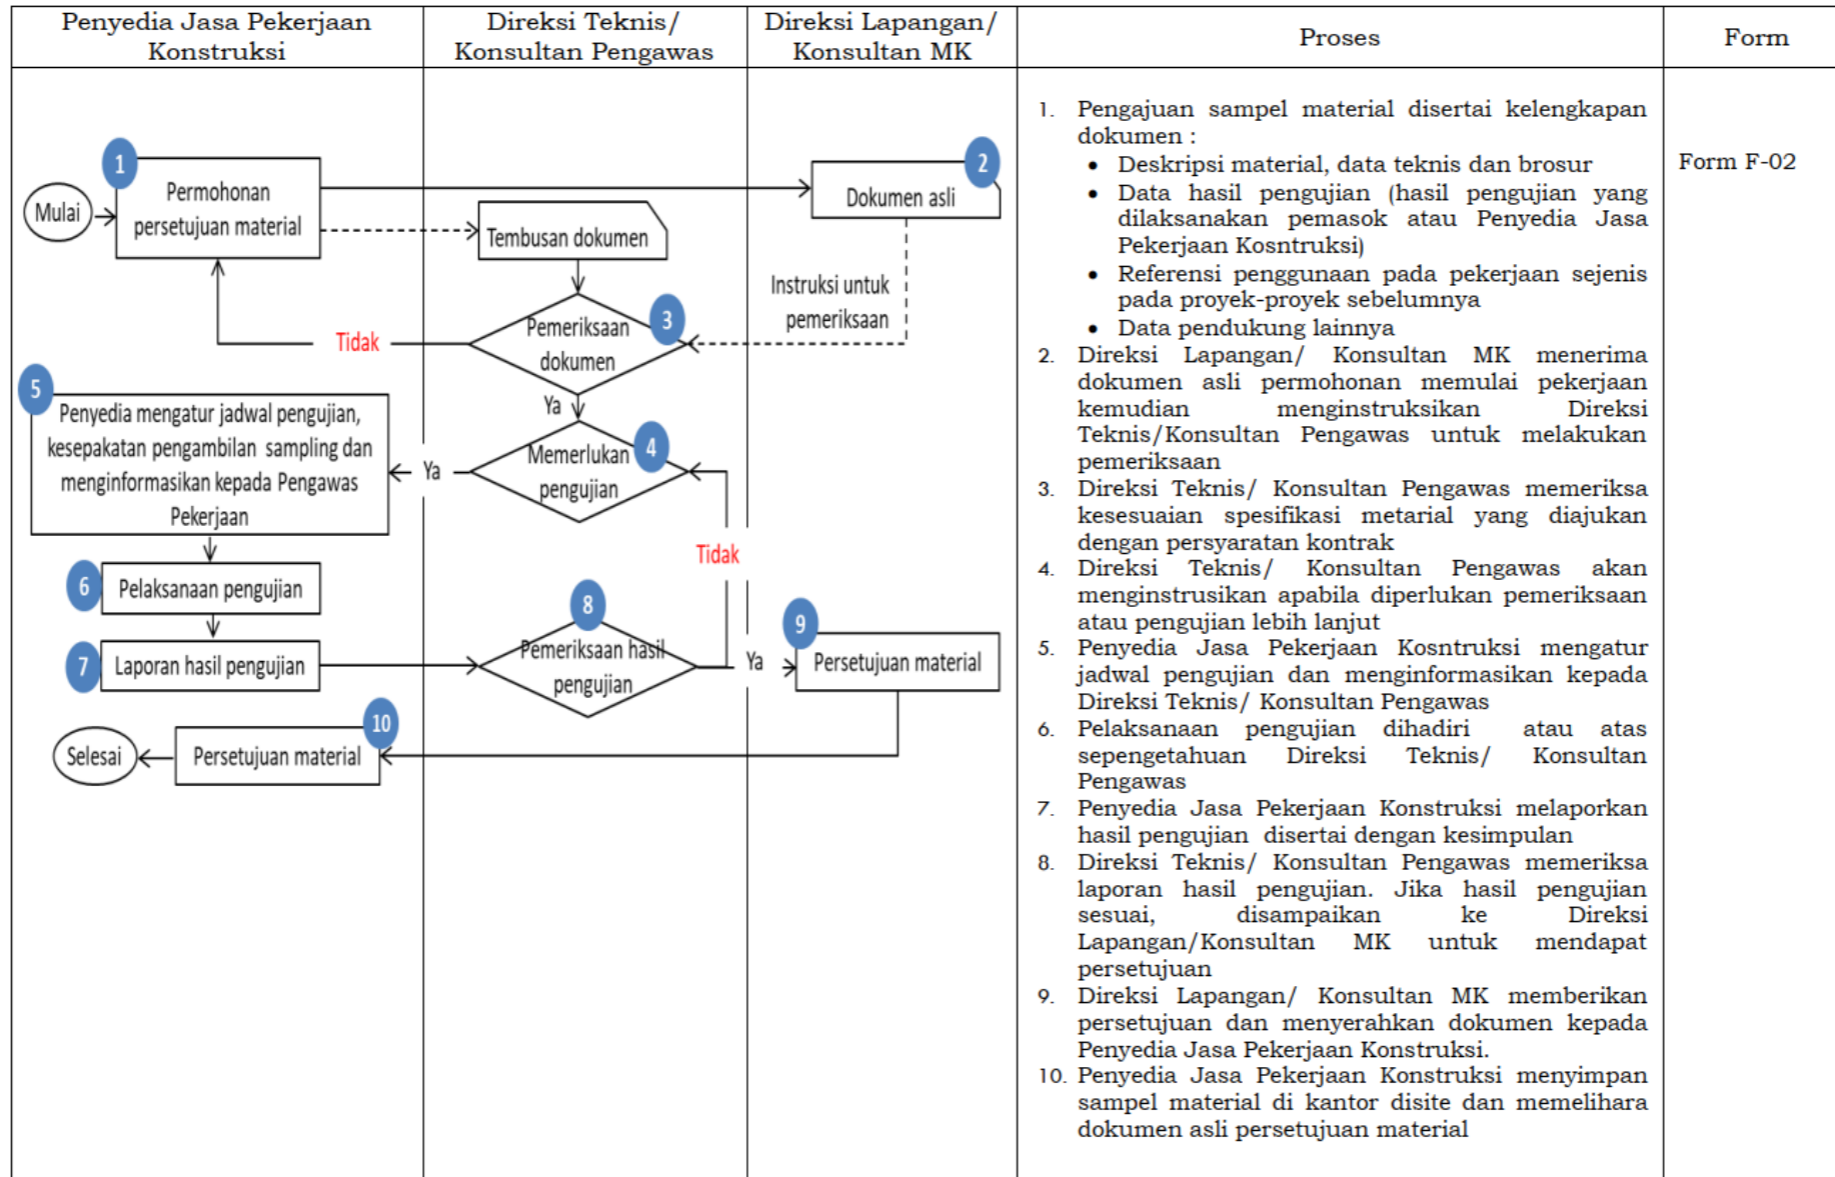 Penyedia Jasa Pekerjaan
Konstruksi
Direksi Teknis/
Konsultan Pengawas
Direksi Lapangan/
Konsultan MK
Proses
Form
Mulai
1
Permohonan
persetujuan material
2
Dokumen asli
Tembusan dokumen
Instruksi untuk
pemeriksaan
3
Pemeriksaan
dokumen
Tidak
Ya
4
Memerlukan
pengujian
Ya
5
Penyedia mengatur jadwal pengujian,
kesepakatan pengambilan sampling dan
menginformasikan kepada Pengawas
Pekerjaan
6
Pelaksanaan pengujian
7
Laporan hasil pengujian
8
Pemeriksaan hasil
pengujian
Tidak
Ya
9
Persetujuan material
10
Persetujuan material
Selesai
1. Pengajuan sampel material disertai kelengkapan
dokumen :
• Deskripsi material, data teknis dan brosur
• Data hasil pengujian (hasil pengujian yang
dilaksanakan pemasok atau Penyedia Jasa
Pekerjaan Kosntruksi)
• Referensi penggunaan pada pekerjaan sejenis
pada proyek-proyek sebelumnya
• Data pendukung lainnya
2. Direksi Lapangan/ Konsultan MK menerima
dokumen asli permohonan memulai pekerjaan
kemudian menginstruksikan Direksi
Teknis/Konsultan Pengawas untuk melakukan
pemeriksaan
3. Direksi Teknis/ Konsultan Pengawas memeriksa
kesesuaian spesifikasi metarial yang diajukan
dengan persyaratan kontrak
4. Direksi Teknis/ Konsultan Pengawas akan
menginstrusikan apabila diperlukan pemeriksaan
atau pengujian lebih lanjut
5. Penyedia Jasa Pekerjaan Kosntruksi mengatur
jadwal pengujian dan menginformasikan kepada
Direksi Teknis/ Konsultan Pengawas
6. Pelaksanaan pengujian dihadiri atau atas
sepengetahuan Direksi Teknis/ Konsultan
Pengawas
7. Penyedia Jasa Pekerjaan Konstruksi melaporkan
hasil pengujian disertai dengan kesimpulan
8. Direksi Teknis/ Konsultan Pengawas memeriksa
laporan hasil pengujian. Jika hasil pengujian
sesuai, disampaikan ke Direksi
Lapangan/Konsultan MK untuk mendapat
persetujuan
9. Direksi Lapangan/ Konsultan MK memberikan
persetujuan dan menyerahkan dokumen kepada
Penyedia Jasa Pekerjaan Konstruksi.
10. Penyedia Jasa Pekerjaan Konstruksi menyimpan
sampel material di kantor disite dan memelihara
dokumen asli persetujuan material
Form F-02